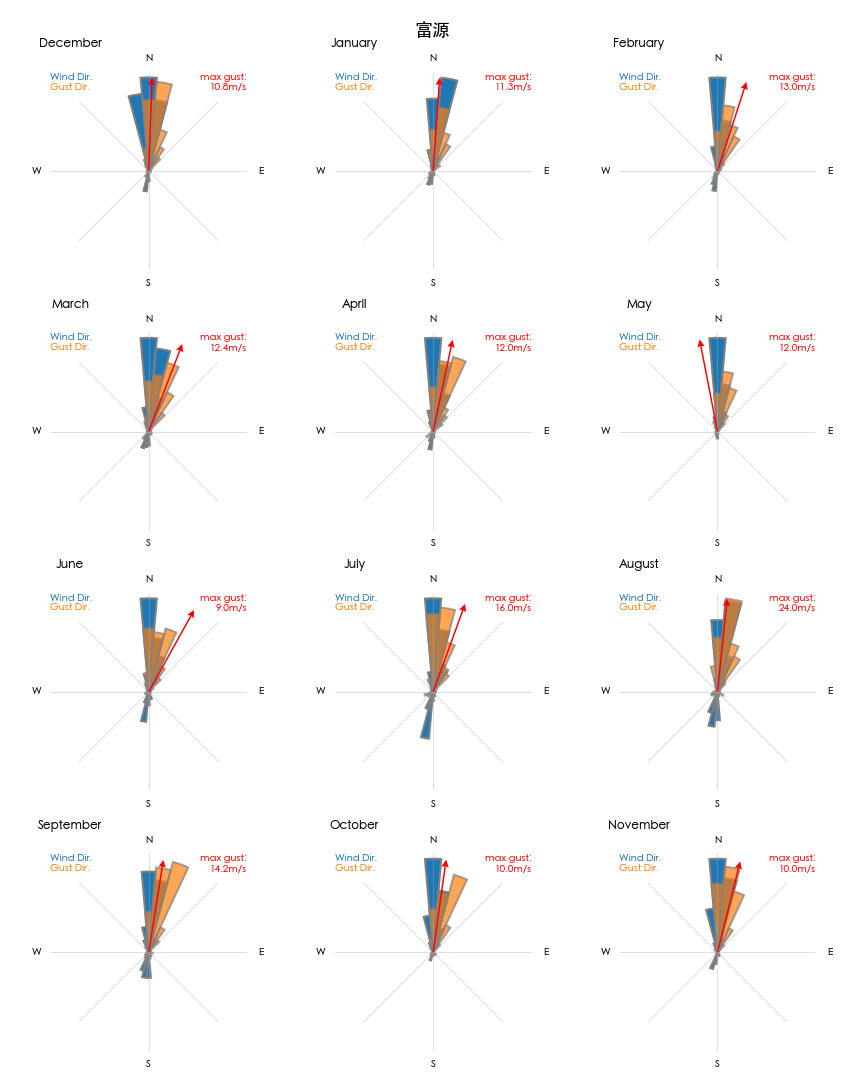 富源
December
N
Wind Dir.
Gust Dir.
max gust:
10.8m/s
W
E
S
January
N
Wind Dir.
Gust Dir.
max gust:
11.3m/s
W
E
S
February
N
Wind Dir.
Gust Dir.
max gust:
13.0m/s
W
E
S
March
N
Wind Dir.
Gust Dir.
max gust:
12.4m/s
W
E
S
April
N
Wind Dir.
Gust Dir.
max gust:
12.0m/s
W
E
S
May
N
Wind Dir.
Gust Dir.
max gust:
12.0m/s
W
E
S
June
N
Wind Dir.
Gust Dir.
max gust:
9.0m/s
W
E
S
July
N
Wind Dir.
Gust Dir.
max gust:
16.0m/s
W
E
S
August
N
Wind Dir.
Gust Dir.
max gust:
24.0m/s
W
E
S
September
N
Wind Dir.
Gust Dir.
max gust:
14.2m/s
W
E
S
October
N
Wind Dir.
Gust Dir.
max gust:
10.0m/s
W
E
S
November
N
Wind Dir.
Gust Dir.
max gust:
10.0m/s
W
E
S